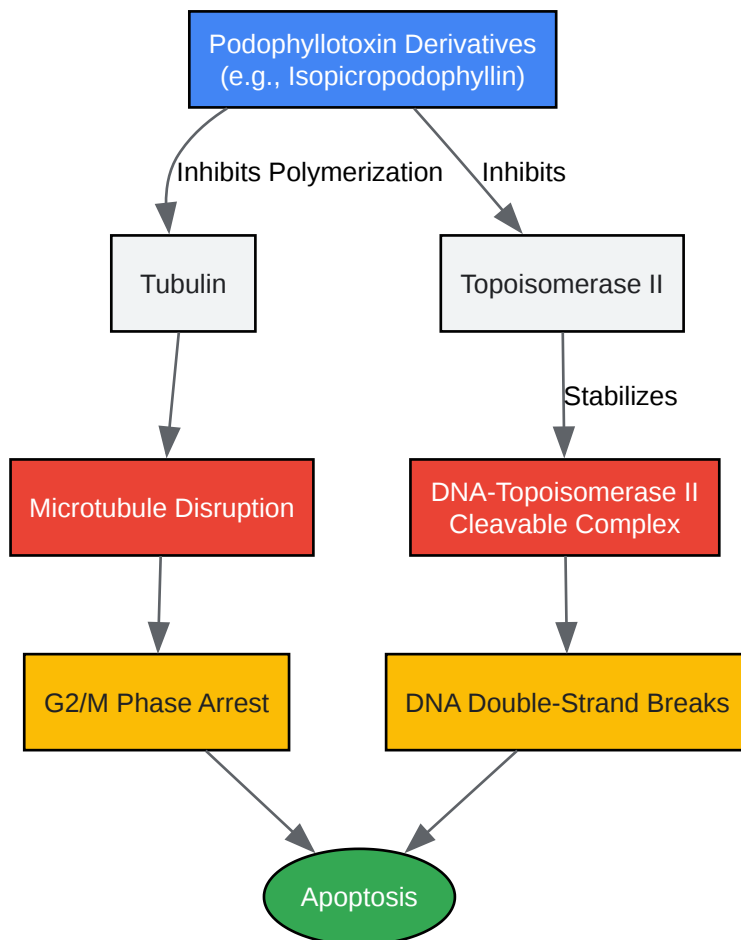 Podophyllotoxin Derivatives
(e.g., Isopicropodophyllin)
Inhibits Polymerization
Inhibits
Tubulin
Topoisomerase II
Stabilizes
Microtubule Disruption
DNA-Topoisomerase II
Cleavable Complex
G2/M Phase Arrest
DNA Double-Strand Breaks
Apoptosis